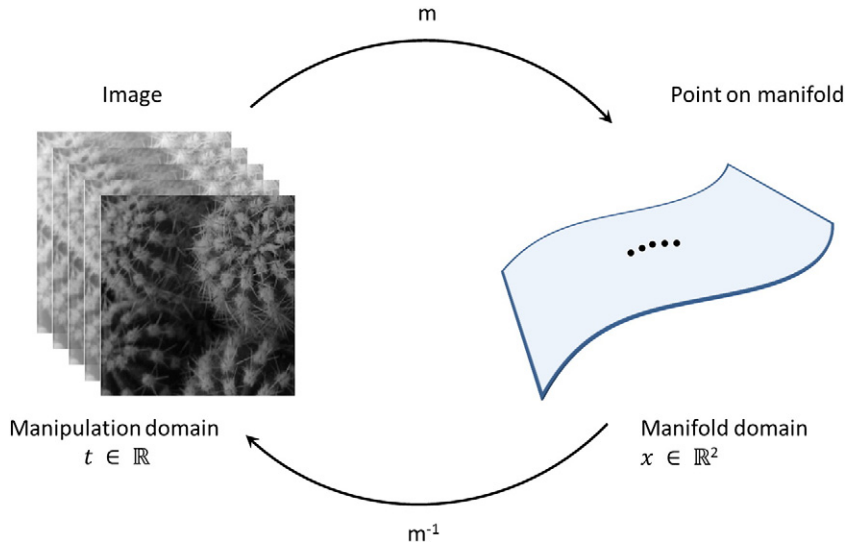 m
Image
Point on manifold
Manipulation domain
t ∈ ℝ
Manifold domain
x ∈ ℝ²
m⁻¹